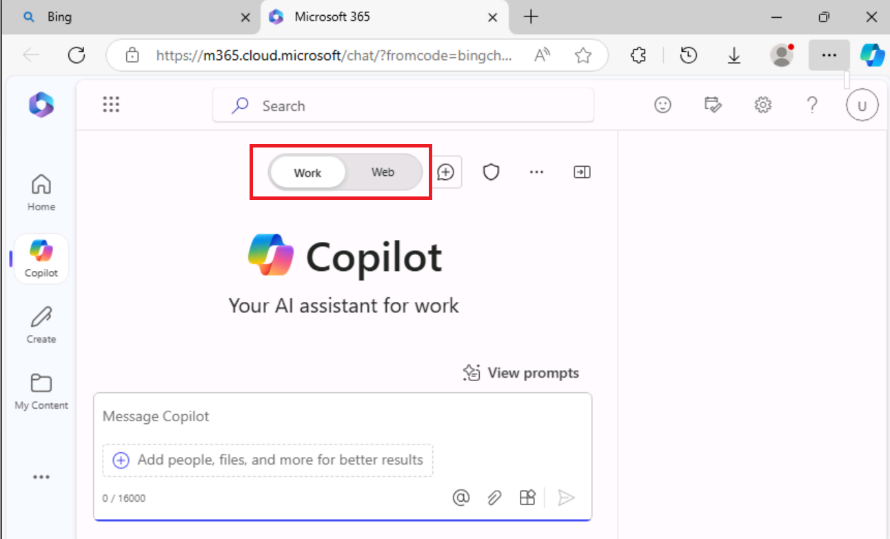 Bing
Microsoft 365
https://m365.cloud.microsoft/chat/?fromcode=bingch...
Search
U
Work
Web
Home
Copilot
Copilot
Your AI assistant for work
Create
View prompts
My Content
Message Copilot
Add people, files, and more for better results
0 / 16000